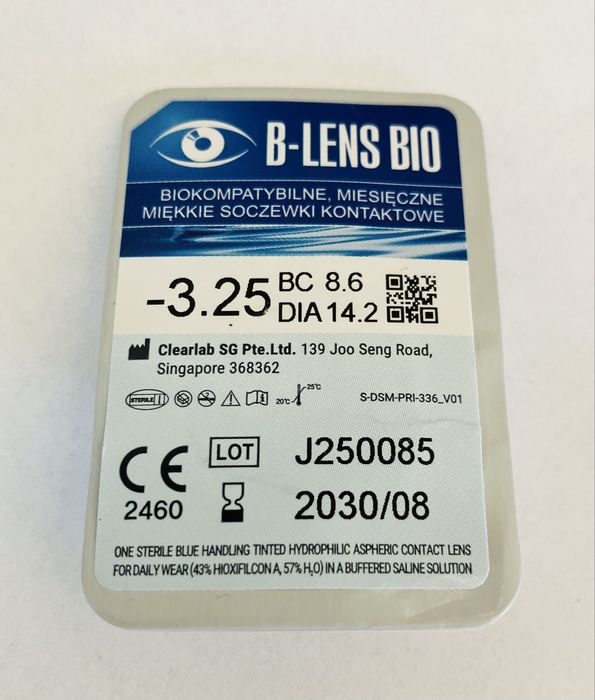 B-LENS BIO
BIOKOMPATYBILNE, MIESIĘCZNE
MIĘKKIE SOCZEWKI KONTAKTOWE
-3.25
BC 8.6
DIA 14.2
Clearlab SG Pte.Ltd. 139 Joo Seng Road,
Singapore 368362
STERILE
20°C 25°C
S-DSM-PRI-336_V01
CE
2460
LOT J250085
2030/08
ONE STERILE BLUE HANDLING TINTED HYDROPHILIC ASPHERIC CONTACT LENS
FOR DAILY WEAR (43% HIOXIFILCON A, 57% H₂O) IN A BUFFERED SALINE SOLUTION